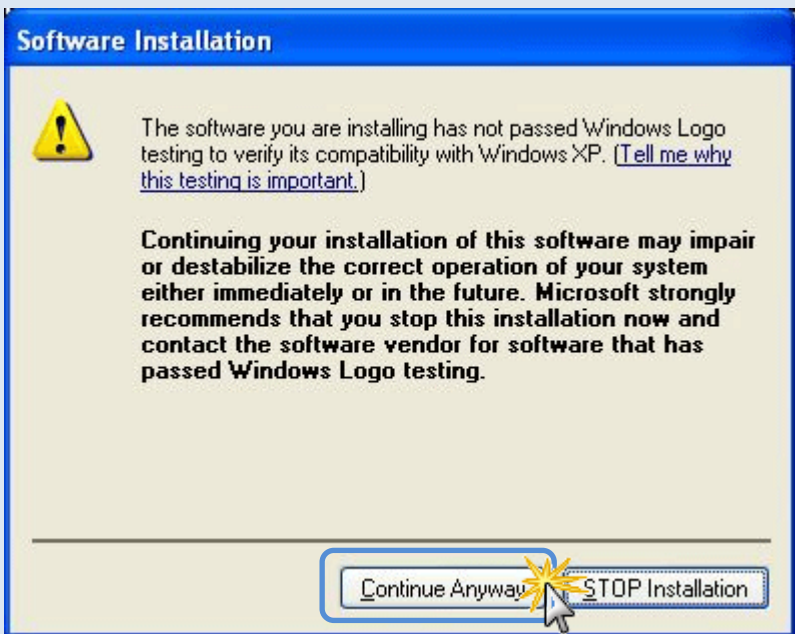 Software Installation
The software you are installing has not passed Windows Logo
testing to verify its compatibility with Windows XP. (Tell me why
this testing is important.)
Continuing your installation of this software may impair
or destabilize the correct operation of your system
either immediately or in the future. Microsoft strongly
recommends that you stop this installation now and
contact the software vendor for software that has
passed Windows Logo testing.
Continue Anyway STOP Installation